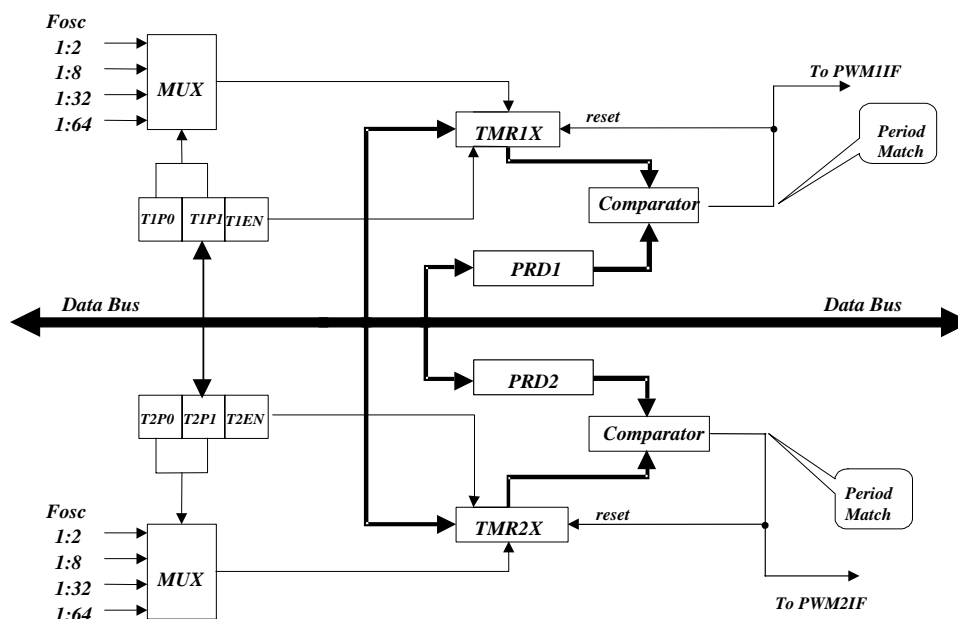 Fosc
1:2
1:8
1:32
1:64
MUX
To PWM1IF
TMR1X
reset
Period
Match
T1P0 T1P1 T1EN
Comparator
PRD1
Data Bus
Data Bus
PRD2
T2P0 T2P1 T2EN
Comparator
Fosc
1:2
1:8
1:32
1:64
MUX
TMR2X
reset
Period
Match
To PWM2IF